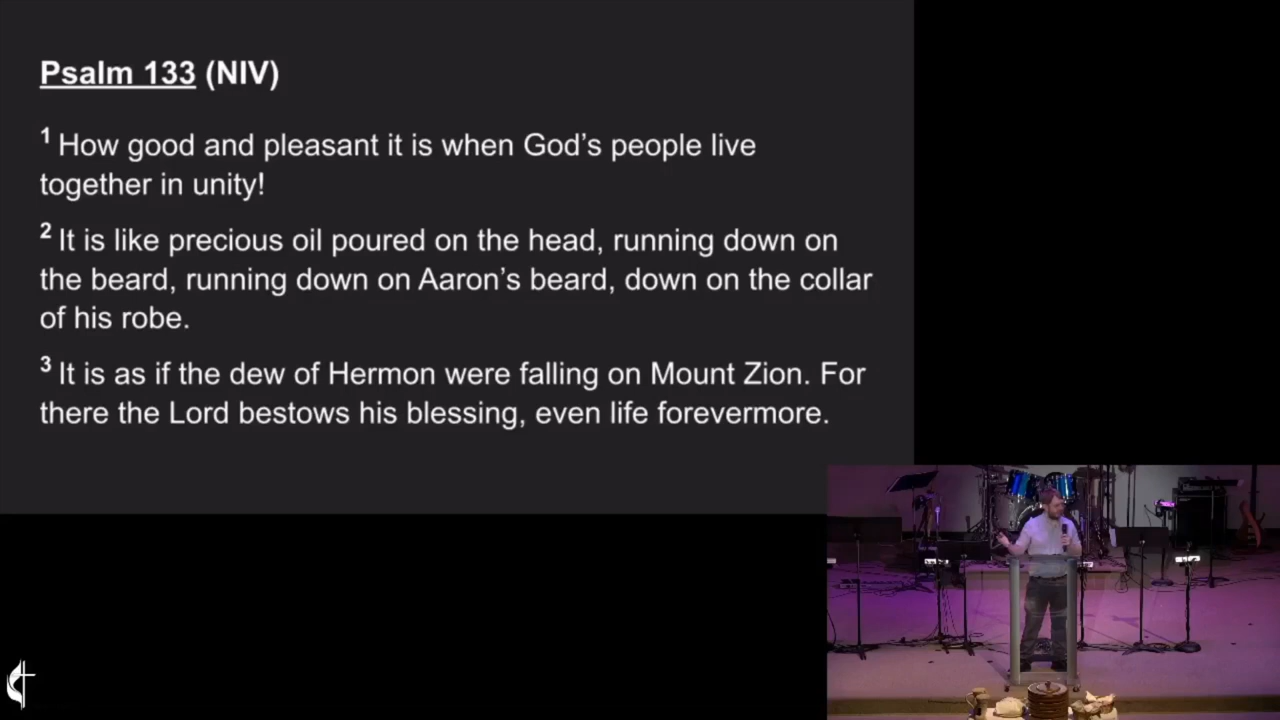 Psalm 133 (NIV)
1 How good and pleasant it is when God’s people live
together in unity!
2 It is like precious oil poured on the head, running down on
the beard, running down on Aaron’s beard, down on the collar
of his robe.
3 It is as if the dew of Hermon were falling on Mount Zion. For
there the Lord bestows his blessing, even life forevermore.